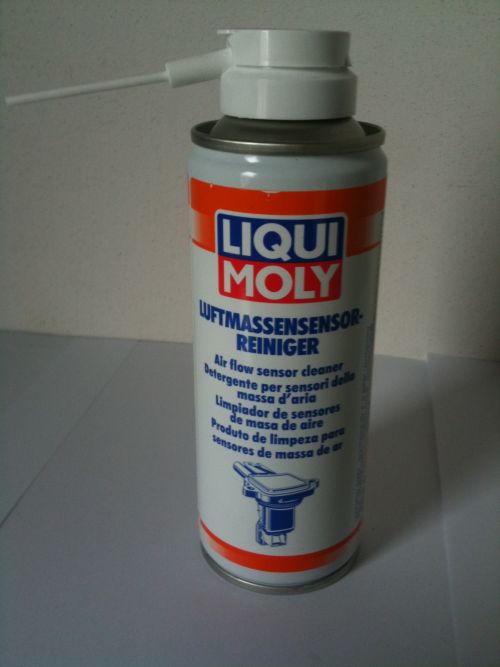 LIQUI
MOLY
LUFTMASSENSENSOR-
REINIGER
Air flow sensor cleaner
Detergente per sensori della
massa d'aria
Limpiador de sensores
de masa de aire
Produto de limpeza para
sensores de massa de ar